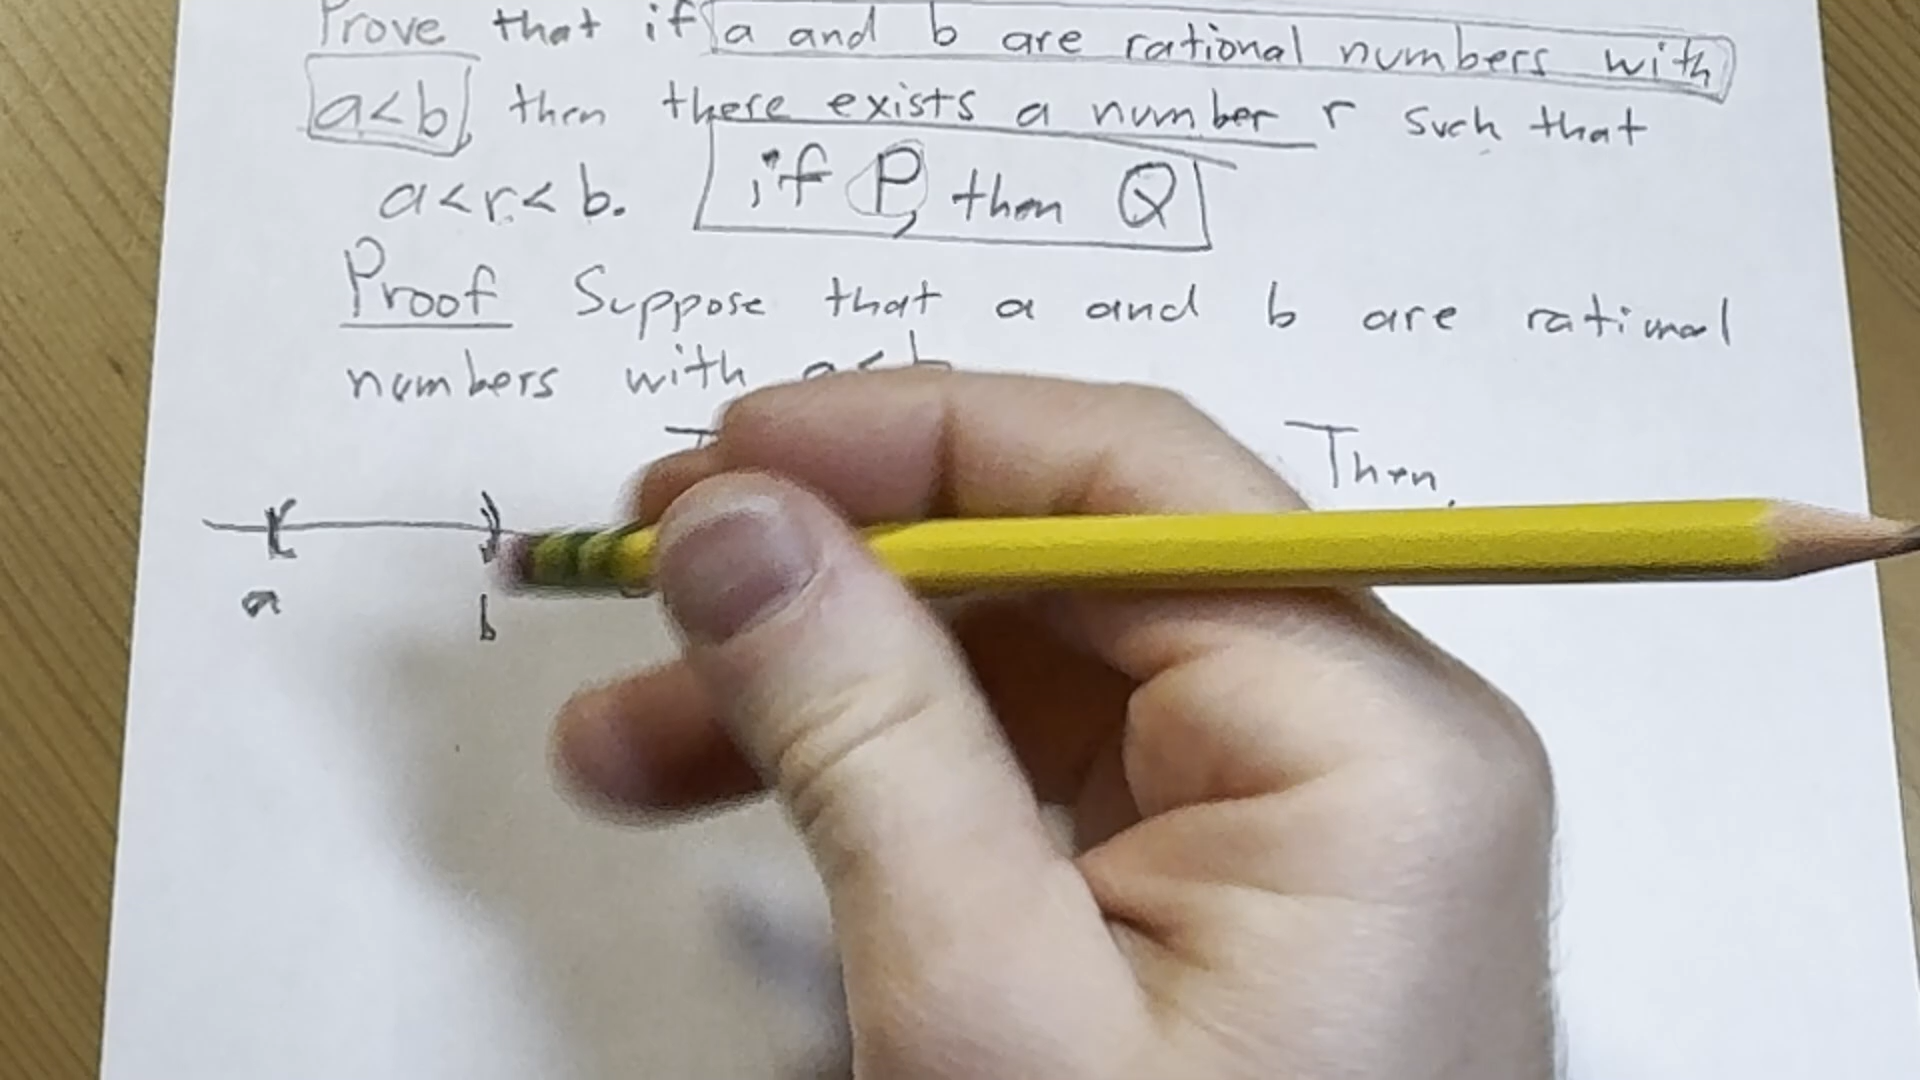 Prove that if a and b are rational numbers with
a<b, then there exists a number r such that
a<r<b. if P, then Q
Proof Suppose that a and b are rational
numbers with a<b
Then
a b